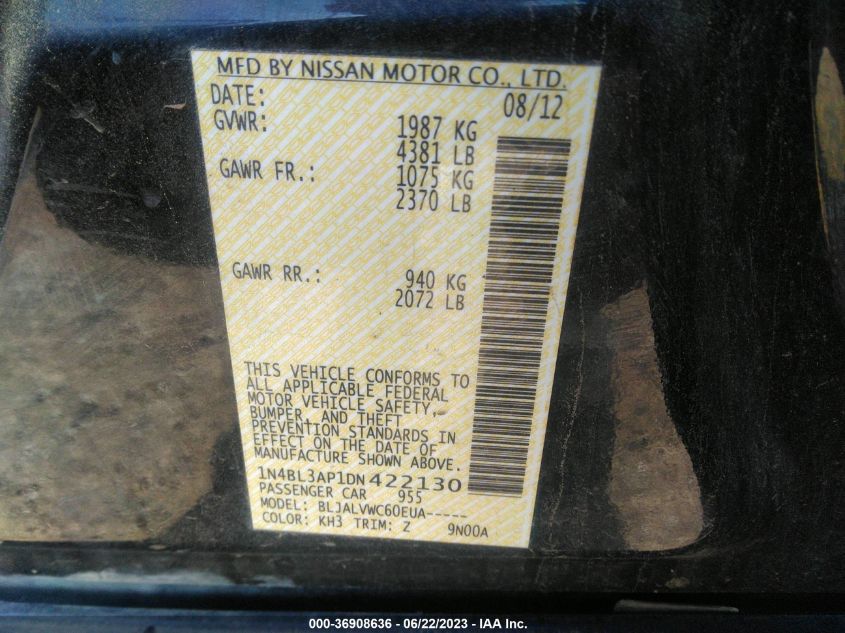 MFD BY NISSAN MOTOR CO., LTD.
DATE: 08/12
GVWR: 1987 KG
4381 LB
GAWR FR.: 1075 KG
2370 LB
GAWR RR.: 940 KG
2072 LB
THIS VEHICLE CONFORMS TO
ALL APPLICABLE FEDERAL
MOTOR VEHICLE SAFETY,
BUMPER, AND THEFT
PREVENTION STANDARDS IN
EFFECT ON THE DATE OF
MANUFACTURE SHOWN ABOVE.
1N4BL3AP1DN422130
PASSENGER CAR 955
MODEL: BLJALVWC60EUA-----
COLOR: KH3 TRIM: Z 9N00A
000-36908636 - 06/22/2023 - IAA Inc.